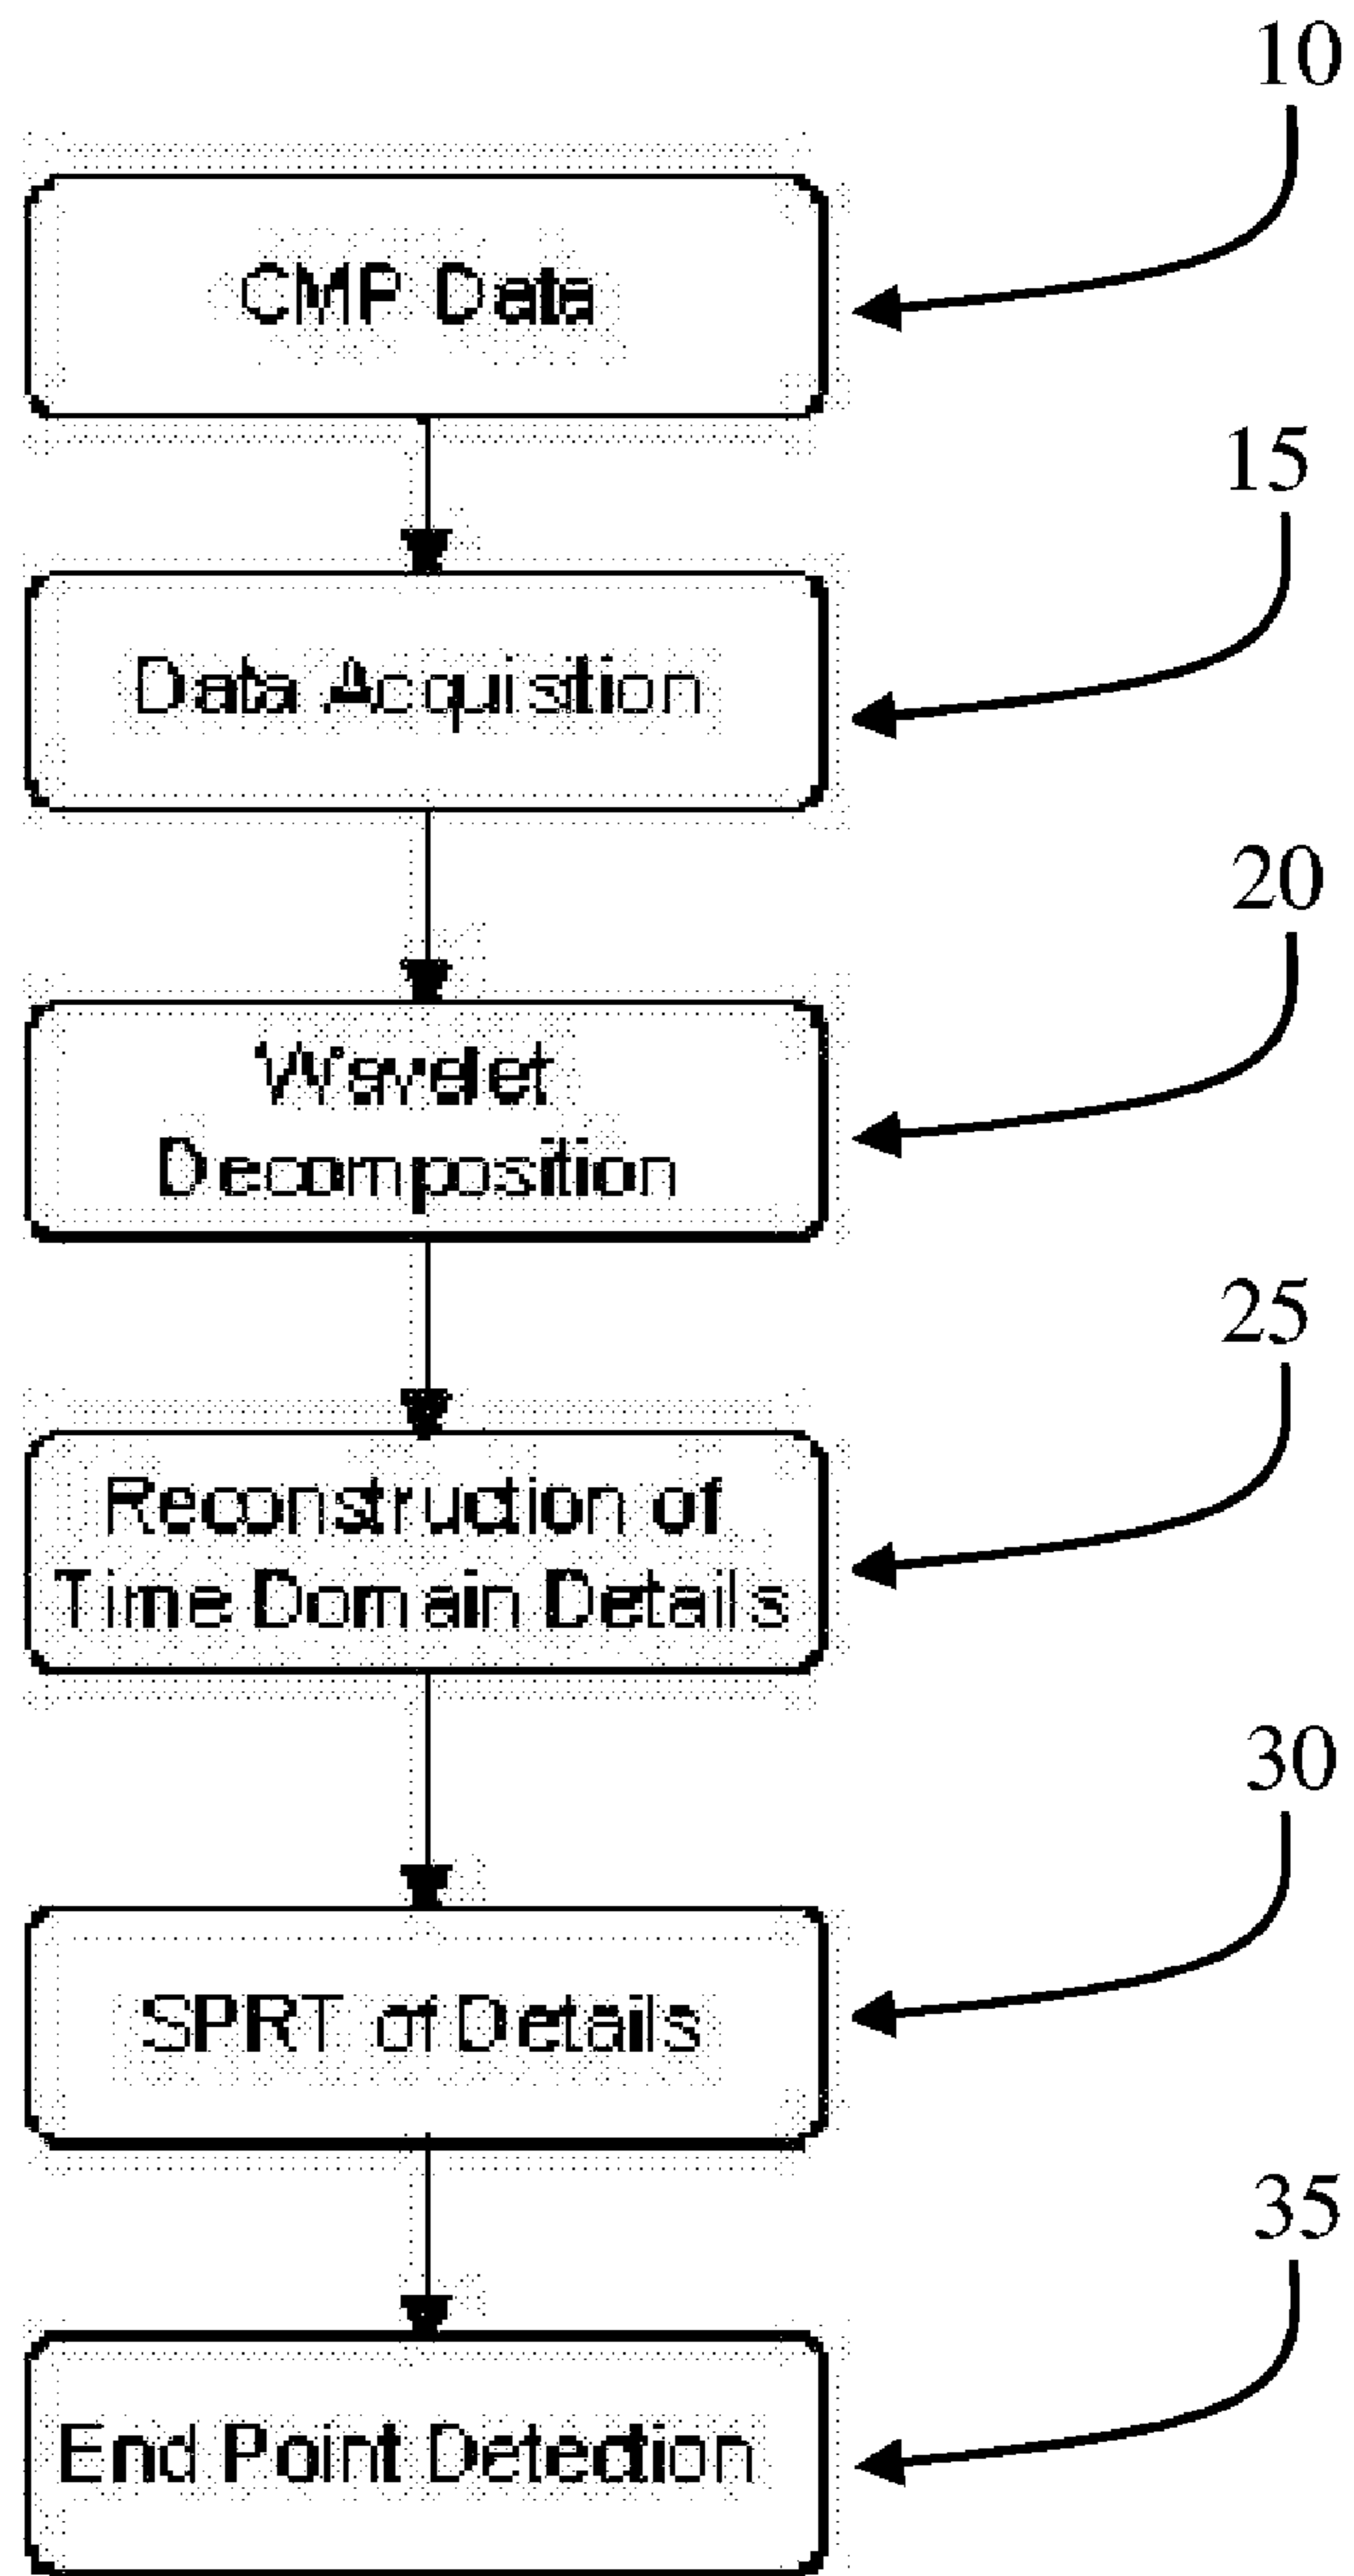 10
CMP Data
15
Data Acquisition
20
Wavelet
Decomposition
25
Reconstruction of
Time Domain Details
30
SPRT of Details
35
End Point Detection